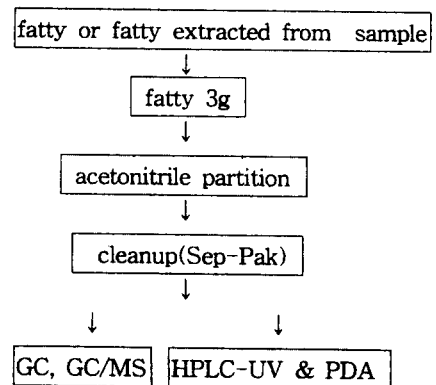 fatty or fatty extracted from sample
fatty 3g
acetonitrile partition
cleanup(Sep-Pak)
GC, GC/MS
HPLC-UV & PDA